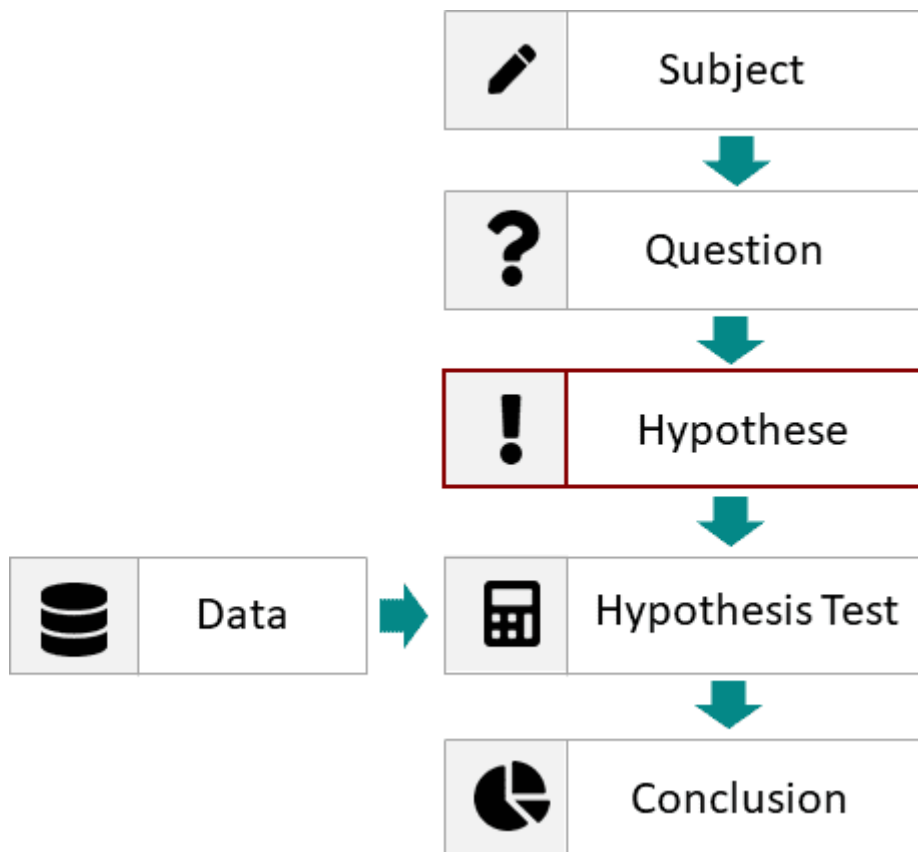 Subject
Question
Hypothese
Data
Hypothesis Test
Conclusion